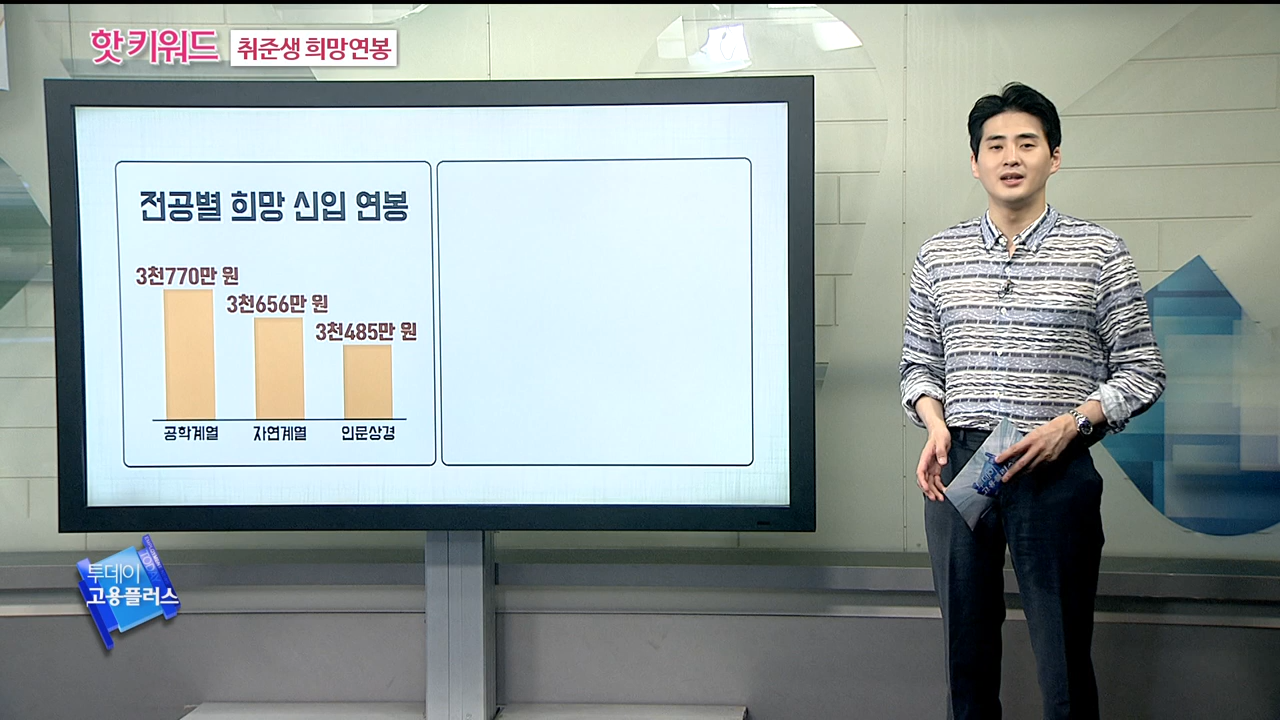 핫 키워드 취준생 희망연봉
전공별 희망 신입 연봉
3천770만 원
3천656만 원
3천485만 원
공학계열 자연계열 인문상경
투데이
고용플러스